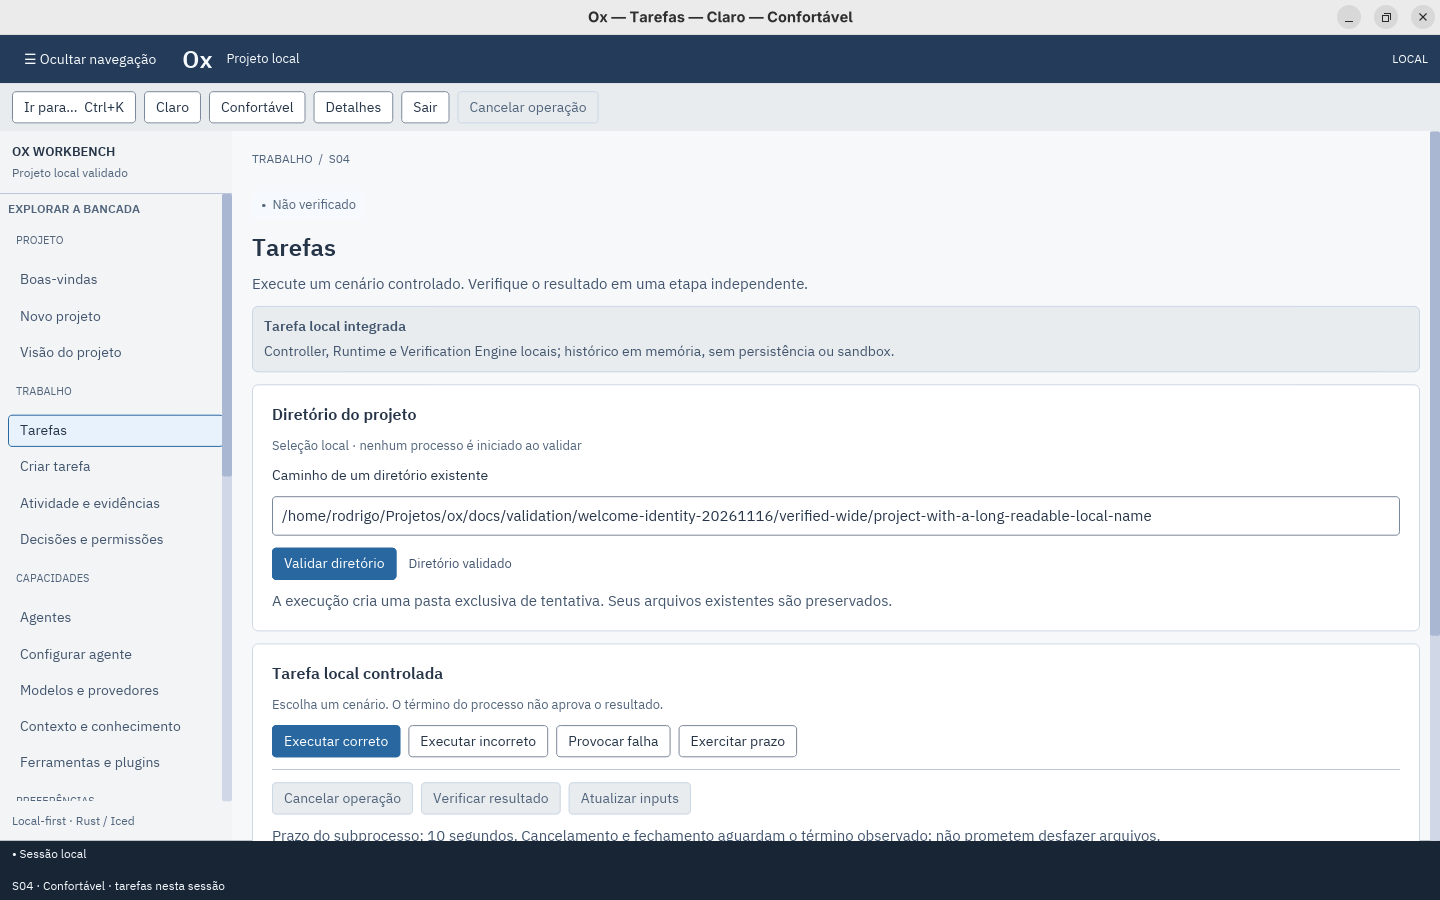 Ox — Tarefas — Claro — Confortável
☰ Ocultar navegação Ox Projeto local LOCAL
Ir para... Ctrl+K Claro Confortável Detalhes Sair Cancelar operação
OX WORKBENCH
Projeto local validado
EXPLORAR A BANCADA
PROJETO
Boas-vindas
Novo projeto
Visão do projeto
TRABALHO
Tarefas
Criar tarefa
Atividade e evidências
Decisões e permissões
CAPACIDADES
Agentes
Configurar agente
Modelos e provedores
Contexto e conhecimento
Ferramentas e plugins
PREFERÊNCIAS
Local-first · Rust / Iced
TRABALHO / S04
• Não verificado
Tarefas
Execute um cenário controlado. Verifique o resultado em uma etapa independente.
Tarefa local integrada
Controller, Runtime e Verification Engine locais; histórico em memória, sem persistência ou sandbox.
Diretório do projeto
Seleção local · nenhum processo é iniciado ao validar
Caminho de um diretório existente
/home/rodrigo/Projetos/ox/docs/validation/welcome-identity-20261116/verified-wide/project-with-a-long-readable-local-name
Validar diretório Diretório validado
A execução cria uma pasta exclusiva de tentativa. Seus arquivos existentes são preservados.
Tarefa local controlada
Escolha um cenário. O término do processo não aprova o resultado.
Executar correto Executar incorreto Provocar falha Exercitar prazo
Cancelar operação Verificar resultado Atualizar inputs
Prazo do subprocesso: 10 segundos. Cancelamento e fechamento aguardam o término observado; não prometem desfazer arquivos.
• Sessão local
S04 · Confortável · tarefas nesta sessão